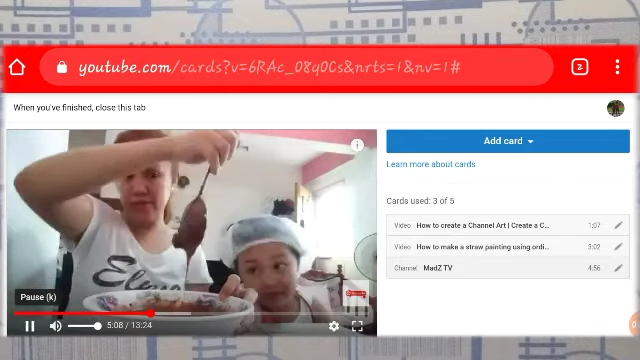 youtube.com/cards?v=6RAc_08q0Cs&nrts=1&nv=1#
2
When you've finished, close this tab
Add card
Learn more about cards
Cards used: 3 of 5
Video How to create a Channel Art | Create a C... 1:07
Video How to make a straw painting using ordi... 3:02
Channel MadZ TV 4:56
Pause (k)
5:08 / 13:24